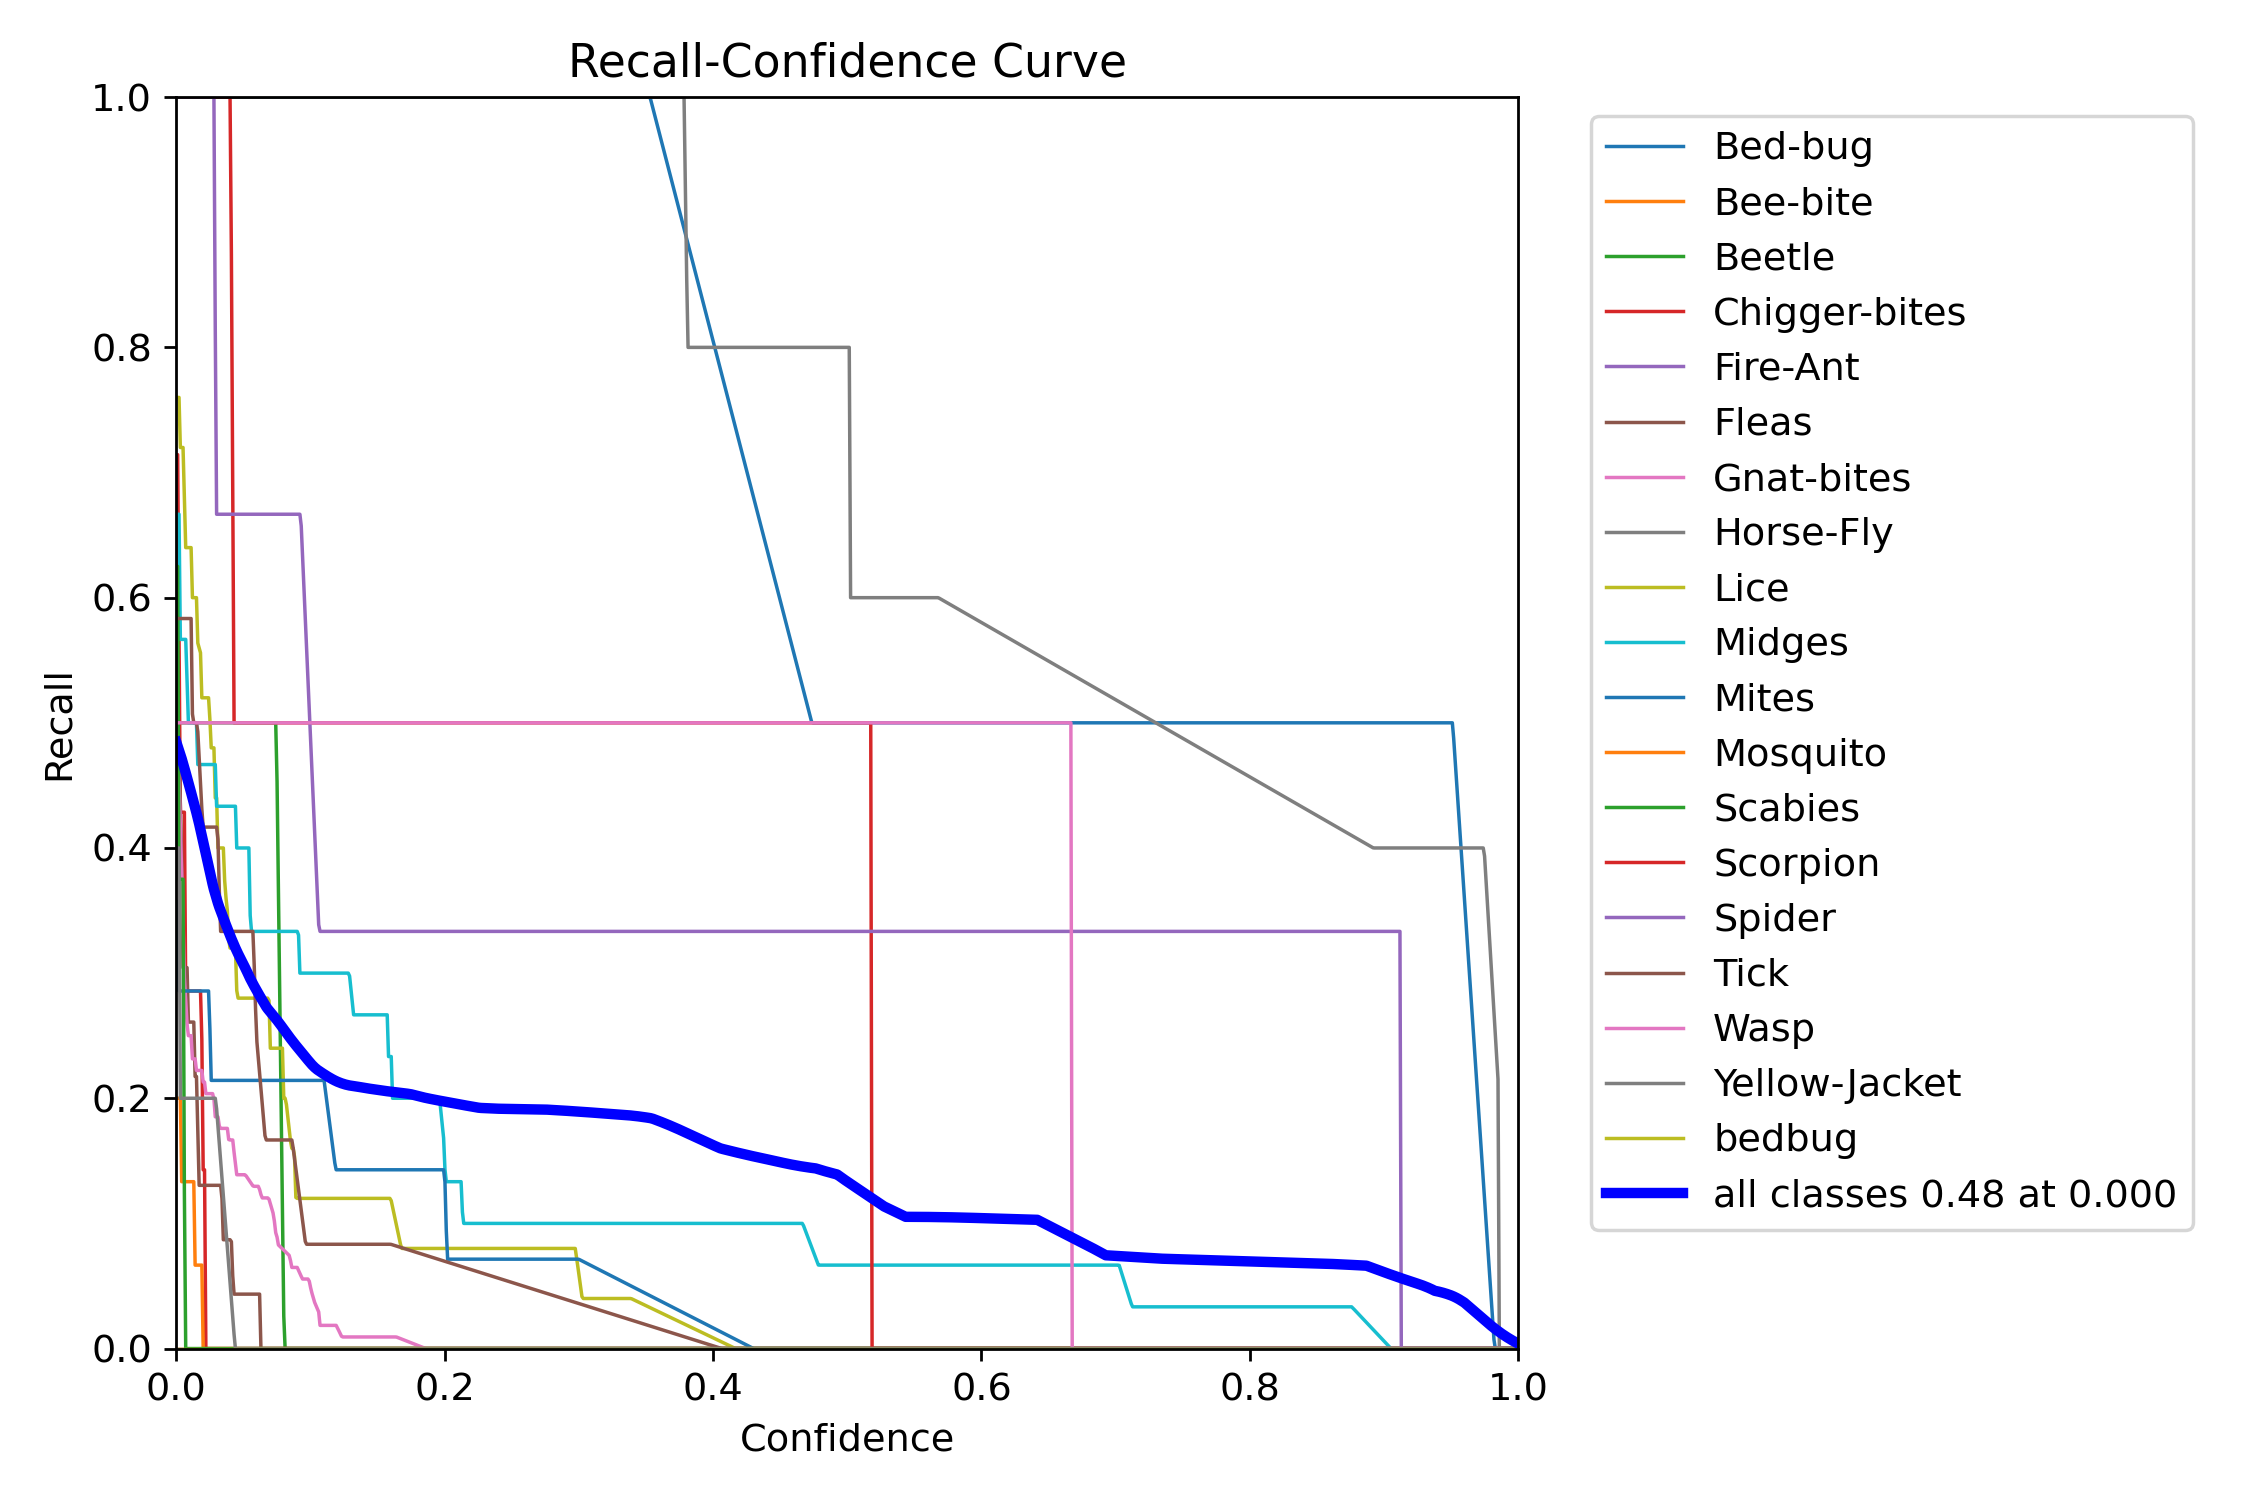 Recall-Confidence Curve
1.0
0.8
0.6
0.4
0.2
0.0
Recall
0.0 0.2 0.4 0.6 0.8 1.0
Confidence
Bed-bug
Bee-bite
Beetle
Chigger-bites
Fire-Ant
Fleas
Gnat-bites
Horse-Fly
Lice
Midges
Mites
Mosquito
Scabies
Scorpion
Spider
Tick
Wasp
Yellow-Jacket
bedbug
all classes 0.48 at 0.000